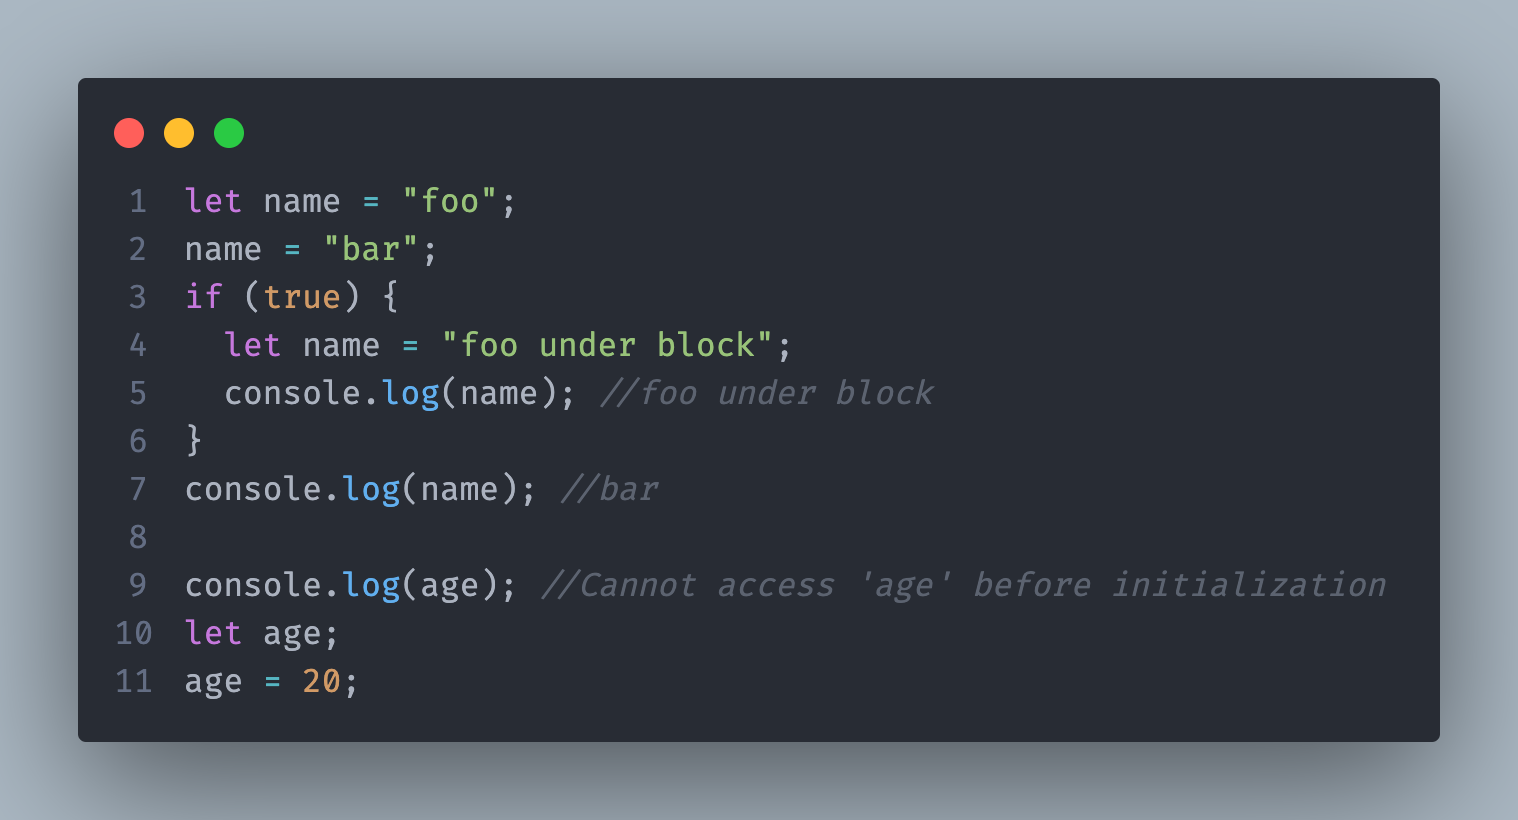 1 let name = "foo";
2 name = "bar";
3 if (true) {
4   let name = "foo under block";
5   console.log(name); //foo under block
6 }
7 console.log(name); //bar
8
9 console.log(age); //Cannot access 'age' before initialization
10 let age;
11 age = 20;